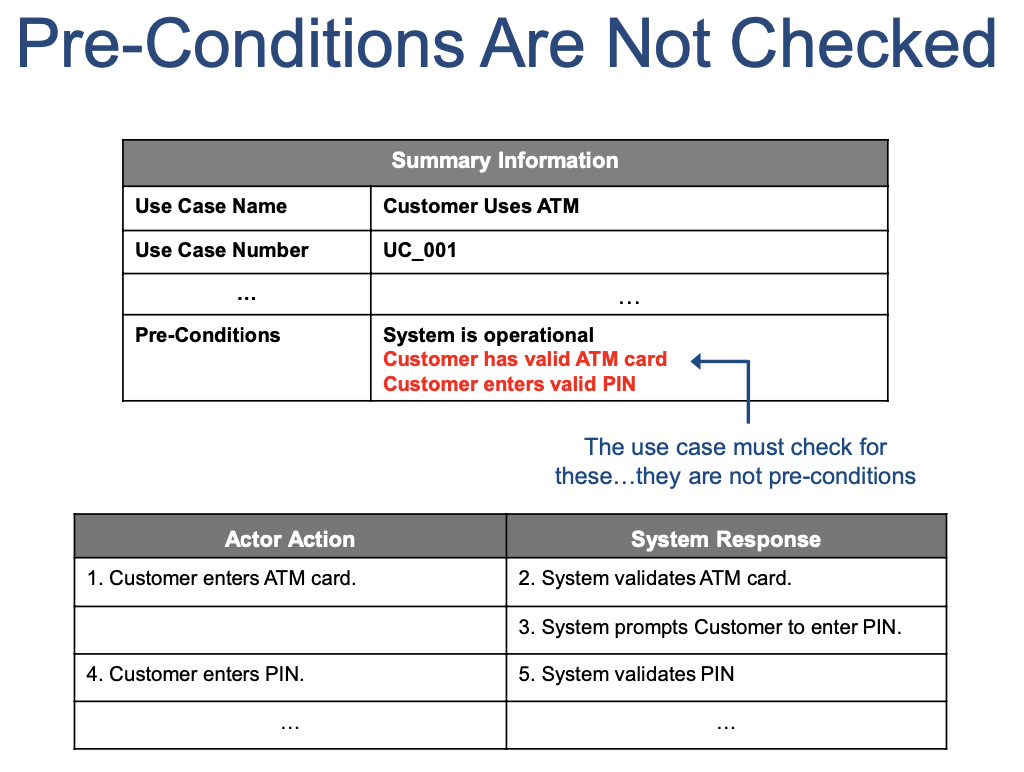 Pre-Conditions Are Not Checked
Summary Information
Use Case Name
Customer Uses ATM
Use Case Number
UC_001
...
...
Pre-Conditions
System is operational
Customer has valid ATM card
Customer enters valid PIN
The use case must check for
these...they are not pre-conditions
Actor Action
System Response
1. Customer enters ATM card.
2. System validates ATM card.
3. System prompts Customer to enter PIN.
4. Customer enters PIN.
5. System validates PIN
...
...